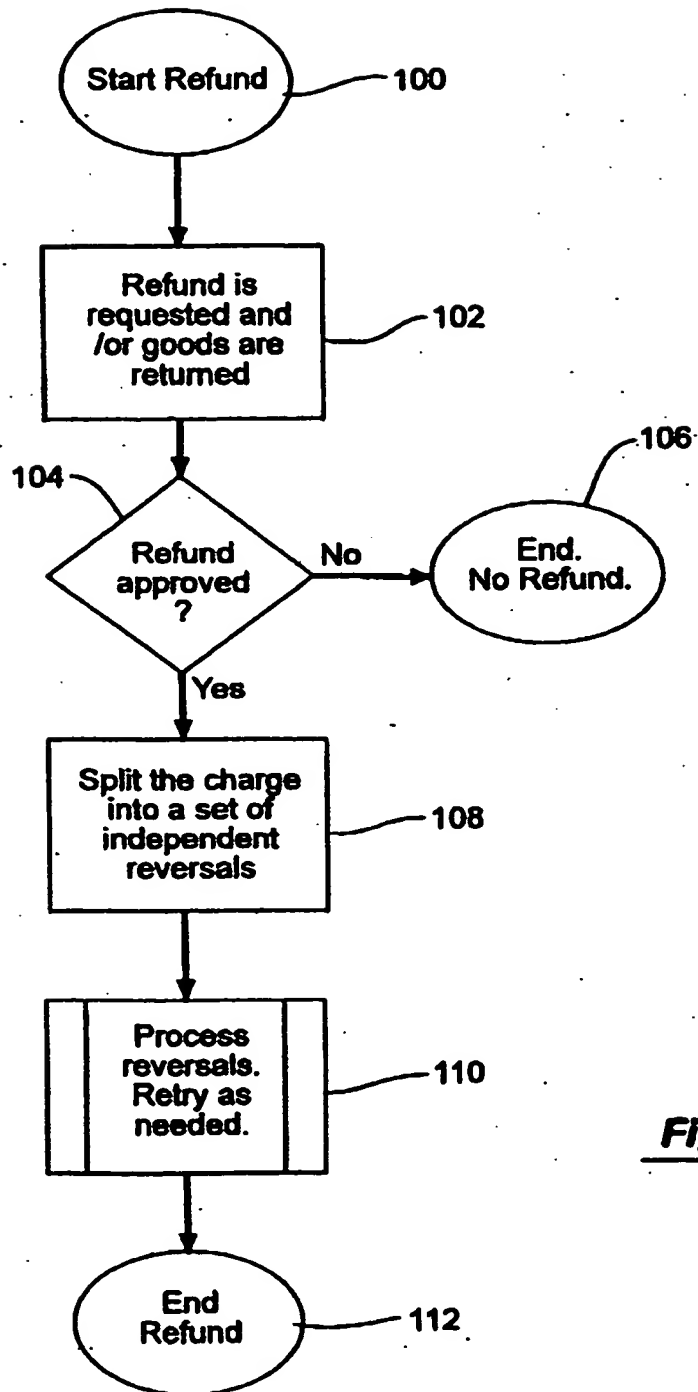 Start Refund
100
Refund is
requested and
/or goods are
returned
102
104
Refund
approved
?
No
106
End.
No Refund.
Yes
Split the charge
into a set of
independent
reversals
108
Process
reversals.
Retry as
needed.
110
End
Refund
112